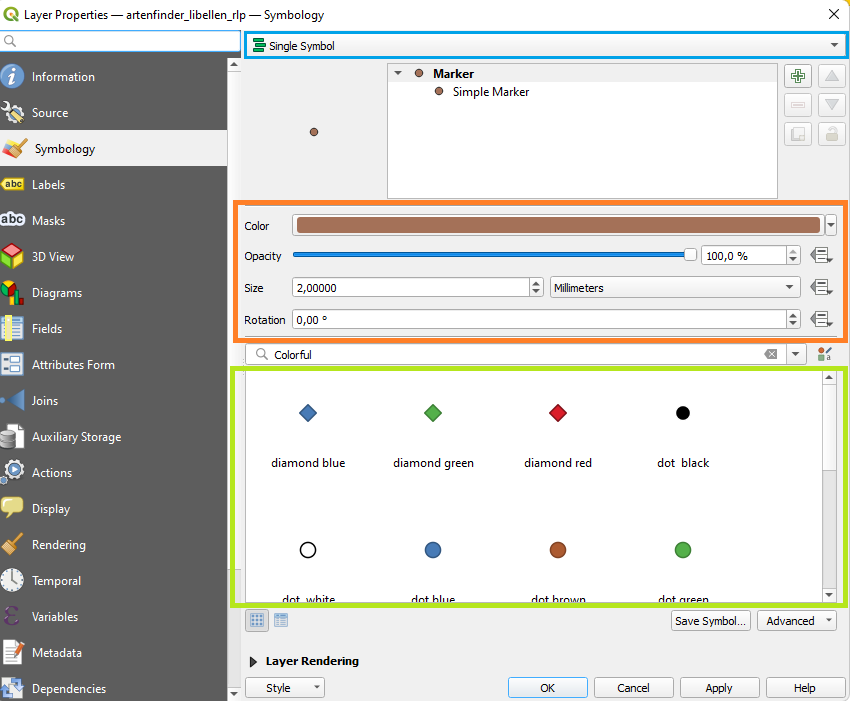 Layer Properties — artenfinder_libellen_rlp — Symbology
Single Symbol
Information
Source
Symbology
abc Labels
abc Masks
3D View
Diagrams
Fields
Attributes Form
Joins
Auxiliary Storage
Actions
Display
Rendering
Temporal
Variables
Metadata
Dependencies
Marker
Simple Marker
Color
Opacity 100,0 %
Size 2,00000 Millimeters
Rotation 0,00 °
Colorful
diamond blue diamond green diamond red dot black
dot white dot blue dot brown dot green
Save Symbol... Advanced
Layer Rendering
Style OK Cancel Apply Help